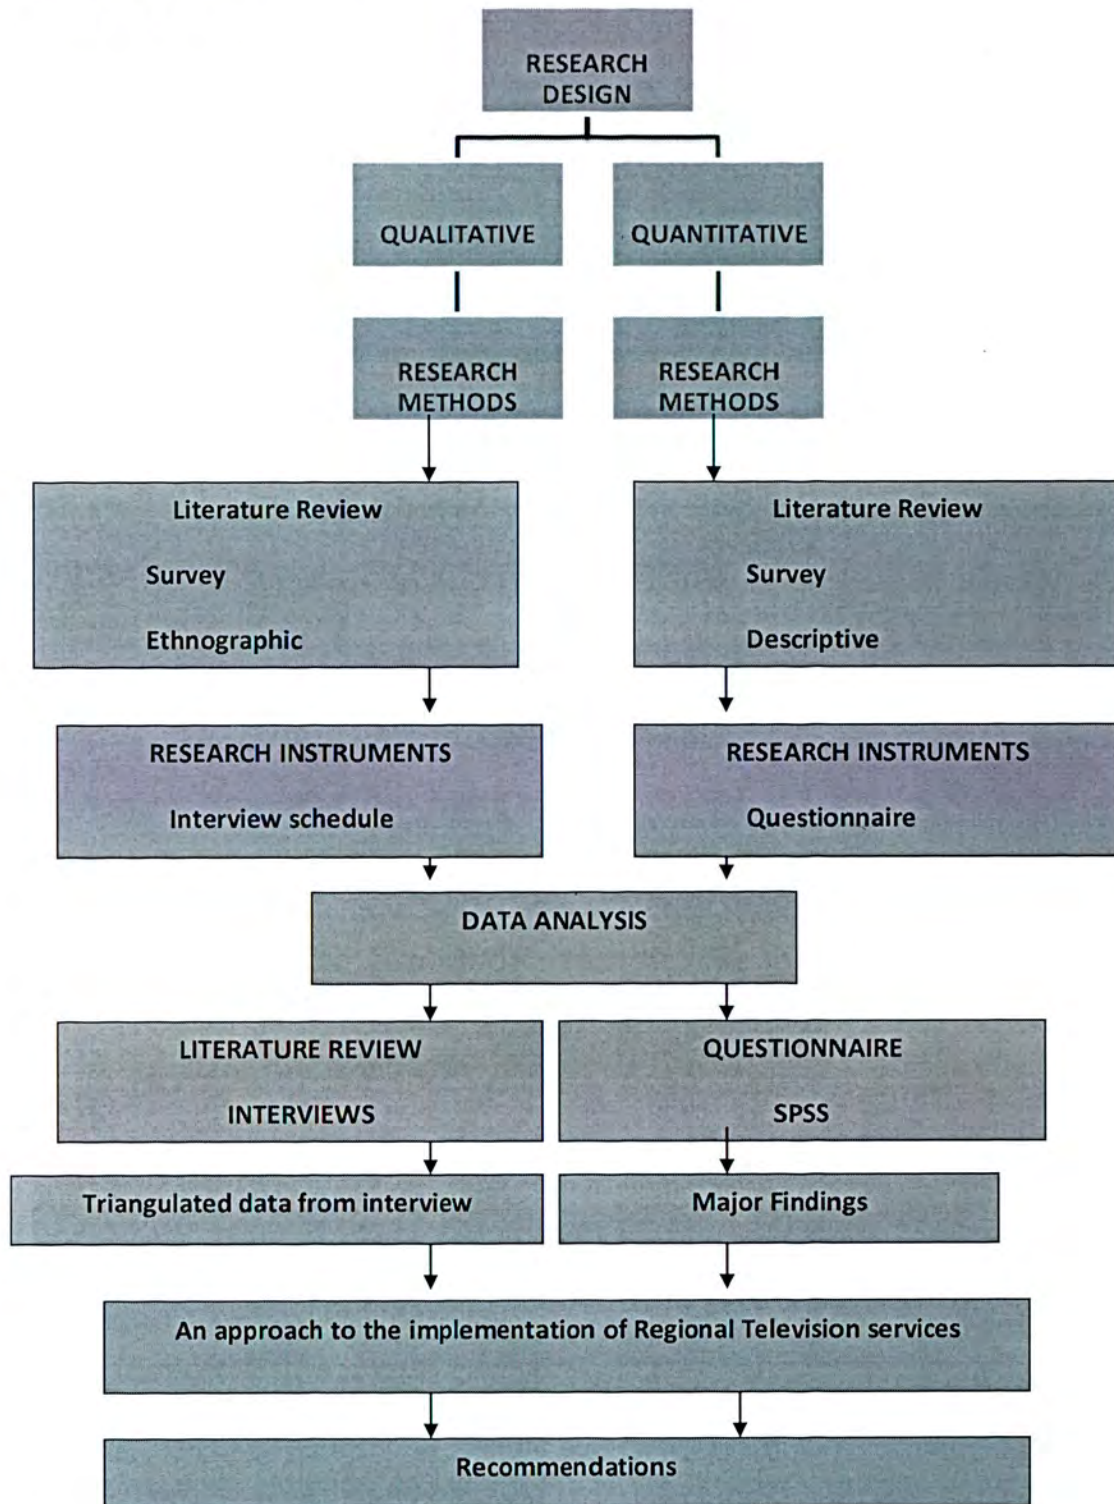 RESEARCH
DESIGN
QUALITATIVE
QUANTITATIVE
RESEARCH
METHODS
RESEARCH
METHODS
Literature Review
Survey
Ethnographic
Literature Review
Survey
Descriptive
RESEARCH INSTRUMENTS
Interview schedule
RESEARCH INSTRUMENTS
Questionnaire
DATA ANALYSIS
LITERATURE REVIEW
INTERVIEWS
QUESTIONNAIRE
SPSS
Triangulated data from interview
Major Findings
An approach to the implementation of Regional Television services
Recommendations